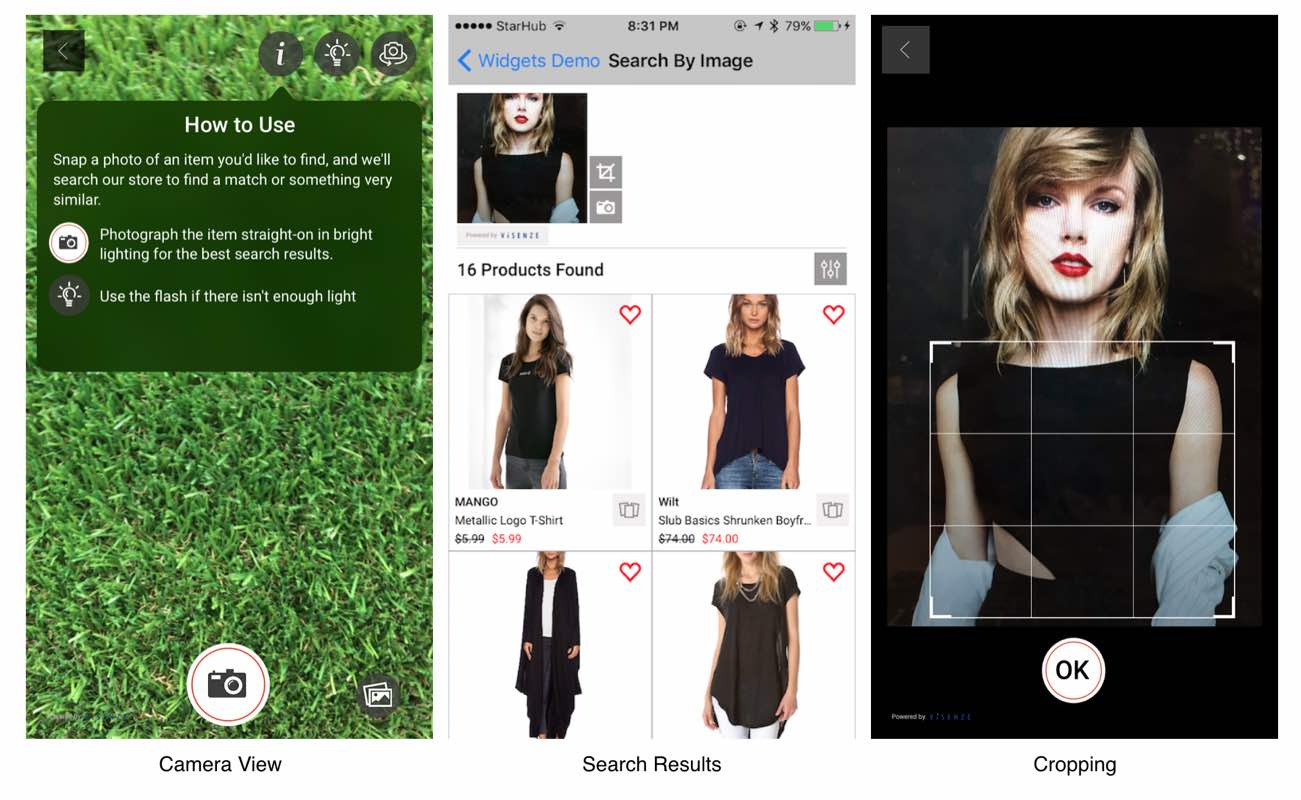 How to Use
Snap a photo of an item you'd like to find, and we'll
search our store to find a match or something very
similar.
Photograph the item straight-on in bright
lighting for the best search results.
Use the flash if there isn't enough light
Camera View
StarHub
8:31 PM
79%
Widgets Demo
Search By Image
Powered by ViSENZE
16 Products Found
MANGO
Metallic Logo T-Shirt
$5.99 $5.99
Wilt
Slub Basics Shrunken Boyfr...
$74.00 $74.00
Search Results
OK
Powered by ViSENZE
Cropping